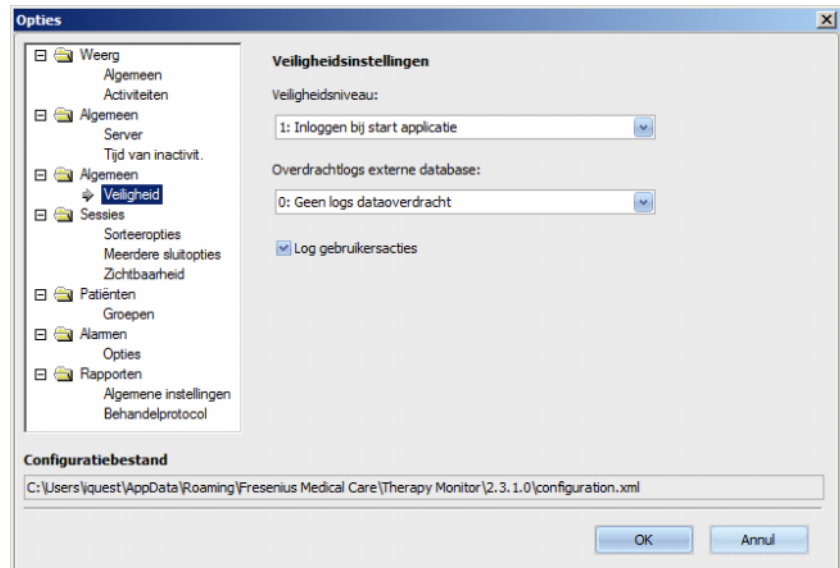 Opties
Weerg
Algemeen
Activiteiten
Algemeen
Server
Tijd van inactivit.
Algemeen
Veiligheid
Sessies
Sorteeropties
Meerdere sluitopties
Zichtbaarheid
Patiënten
Groepen
Alarmen
Opties
Rapporten
Algemene instellingen
Behandelprotocol
Veiligheidsinstellingen
Veiligheidsniveau:
1: Inloggen bij start applicatie
Overdrachtlogs externe database:
0: Geen logs dataoverdracht
Log gebruikersacties
Configuratiebestand
C:\Users\iquest\AppData\Roaming\Fresenius Medical Care\Therapy Monitor\2.3.1.0\configuration.xml
OK
Annul